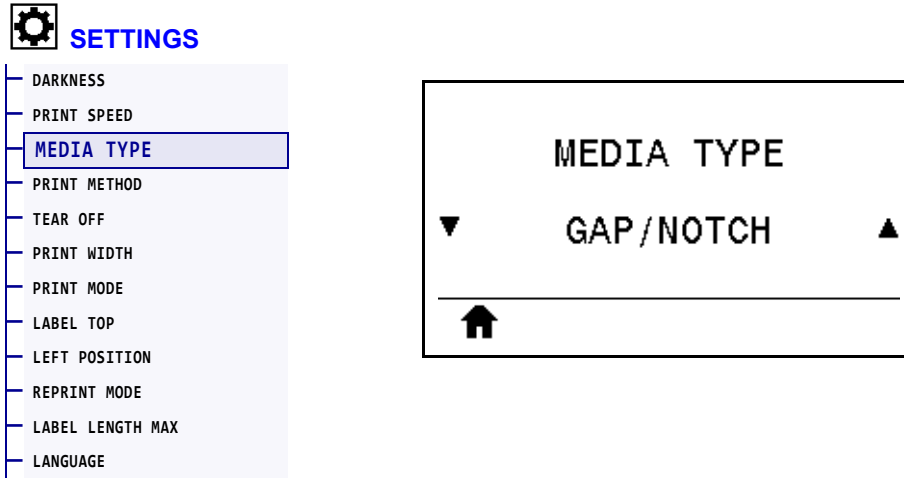 SETTINGS
DARKNESS
PRINT SPEED
MEDIA TYPE
PRINT METHOD
TEAR OFF
PRINT WIDTH
PRINT MODE
LABEL TOP
LEFT POSITION
REPRINT MODE
LABEL LENGTH MAX
LANGUAGE
MEDIA TYPE
GAP/NOTCH